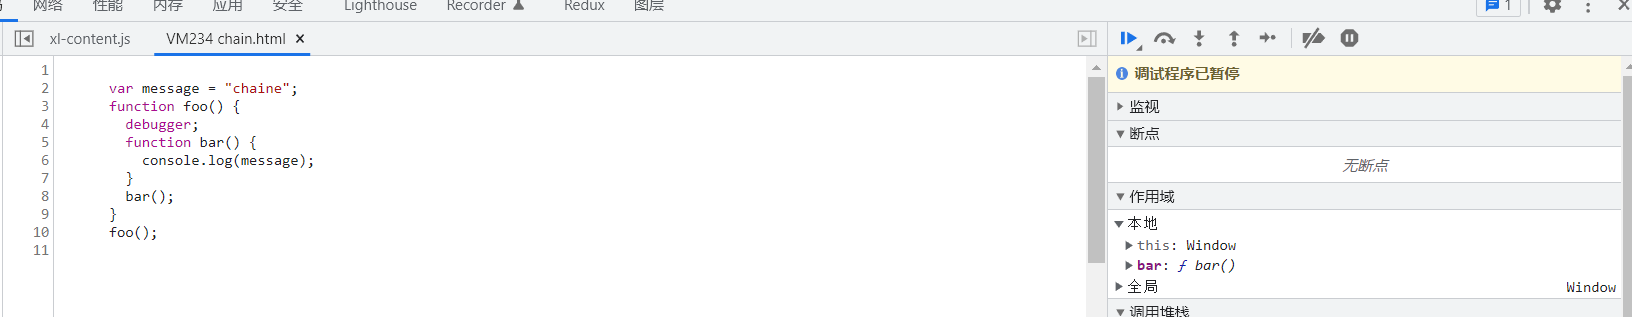 网络 性能 内存 应用 安全 Lighthouse Recorder Redux 图层 1
xl-content.js VM234 chain.html ×
调试程序已暂停
1
2 var message = "chaine";
3 function foo() {
4 debugger;
5 function bar() {
6 console.log(message);
7 }
8 bar();
9 }
10 foo();
11
监视
断点
无断点
作用域
本地
this: Window
bar: ƒ bar()
全局 Window
调用堆栈